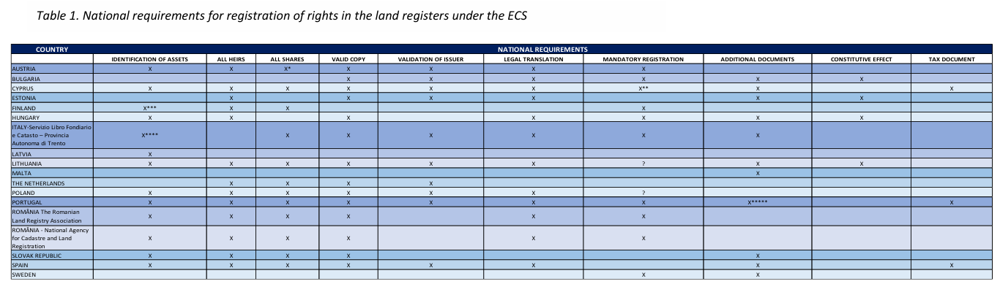 Table 1. National requirements for registration of rights in the land registers under the ECS
COUNTRY NATIONAL REQUIREMENTS
IDENTIFICATION OF ASSETS ALL HEIRS ALL SHARES VALID COPY VALIDATION OF ISSUER LEGAL TRANSLATION MANDATORY REGISTRATION ADDITIONAL DOCUMENTS CONSTITUTIVE EFFECT TAX DOCUMENT
AUSTRIA X X X* X X X X
BULGARIA X X X X X X
CYPRUS X X X X X X X** X X
ESTONIA X X X X X X
FINLAND X*** X X X
HUNGARY X X X X X X X
ITALY-Servizio Libro Fondiario
e Catasto – Provincia
Autonoma di Trento
X**** X X X X X X
LATVIA X
LITHUANIA X X X X X X ? X X
MALTA X
THE NETHERLANDS X X X X
POLAND X X X X X X ?
PORTUGAL X X X X X X X X***** X
ROMÂNIA The Romanian
Land Registry Association
X X X X X X
ROMÂNIA - National Agency
for Cadastre and Land
Registration
X X X X X X
SLOVAK REPUBLIC X X X X X
SPAIN X X X X X X X X
SWEDEN X X